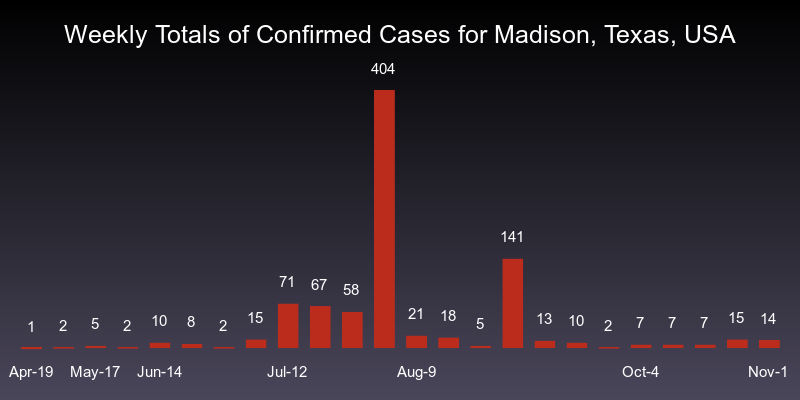 Weekly Totals of Confirmed Cases for Madison, Texas, USA
404
141
71 67 58
21 18 5 13 10 2 7 7 7 15 14
1 2 5 2 10 8 2 15
Apr-19 May-17 Jun-14 Jul-12 Aug-9 Oct-4 Nov-1